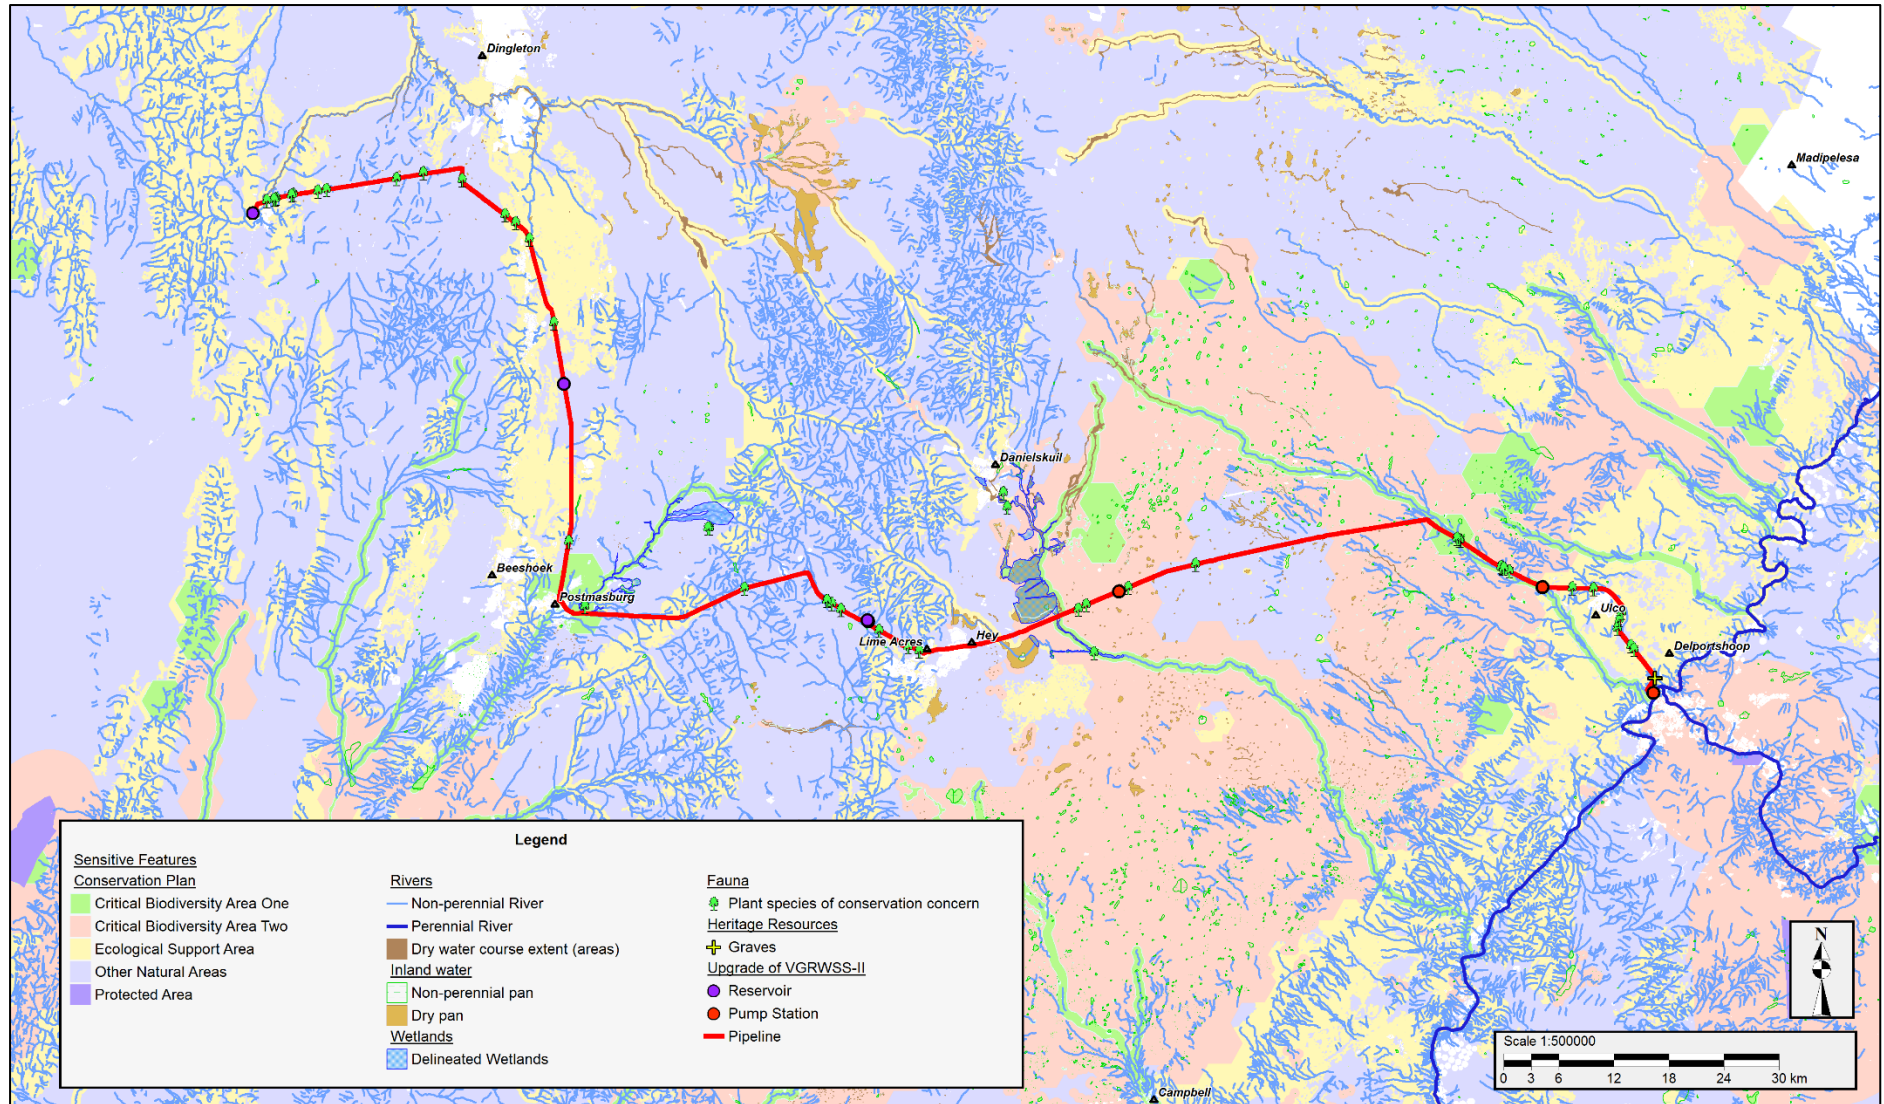 Dingleton
Madipelesa
Danielskuil
Beeshoek
Postmasburg
Ulco
Lime Acres
Hey
Delportshoop
Campbell
Legend
Sensitive Features
Conservation Plan
Critical Biodiversity Area One
Critical Biodiversity Area Two
Ecological Support Area
Other Natural Areas
Protected Area
Rivers
Non-perennial River
Perennial River
Dry water course extent (areas)
Inland water
Non-perennial pan
Dry pan
Wetlands
Delineated Wetlands
Fauna
Plant species of conservation concern
Heritage Resources
Graves
Upgrade of VGRWSS-II
Reservoir
Pump Station
Pipeline
N
Scale 1:500000
0 3 6 12 18 24 30 km